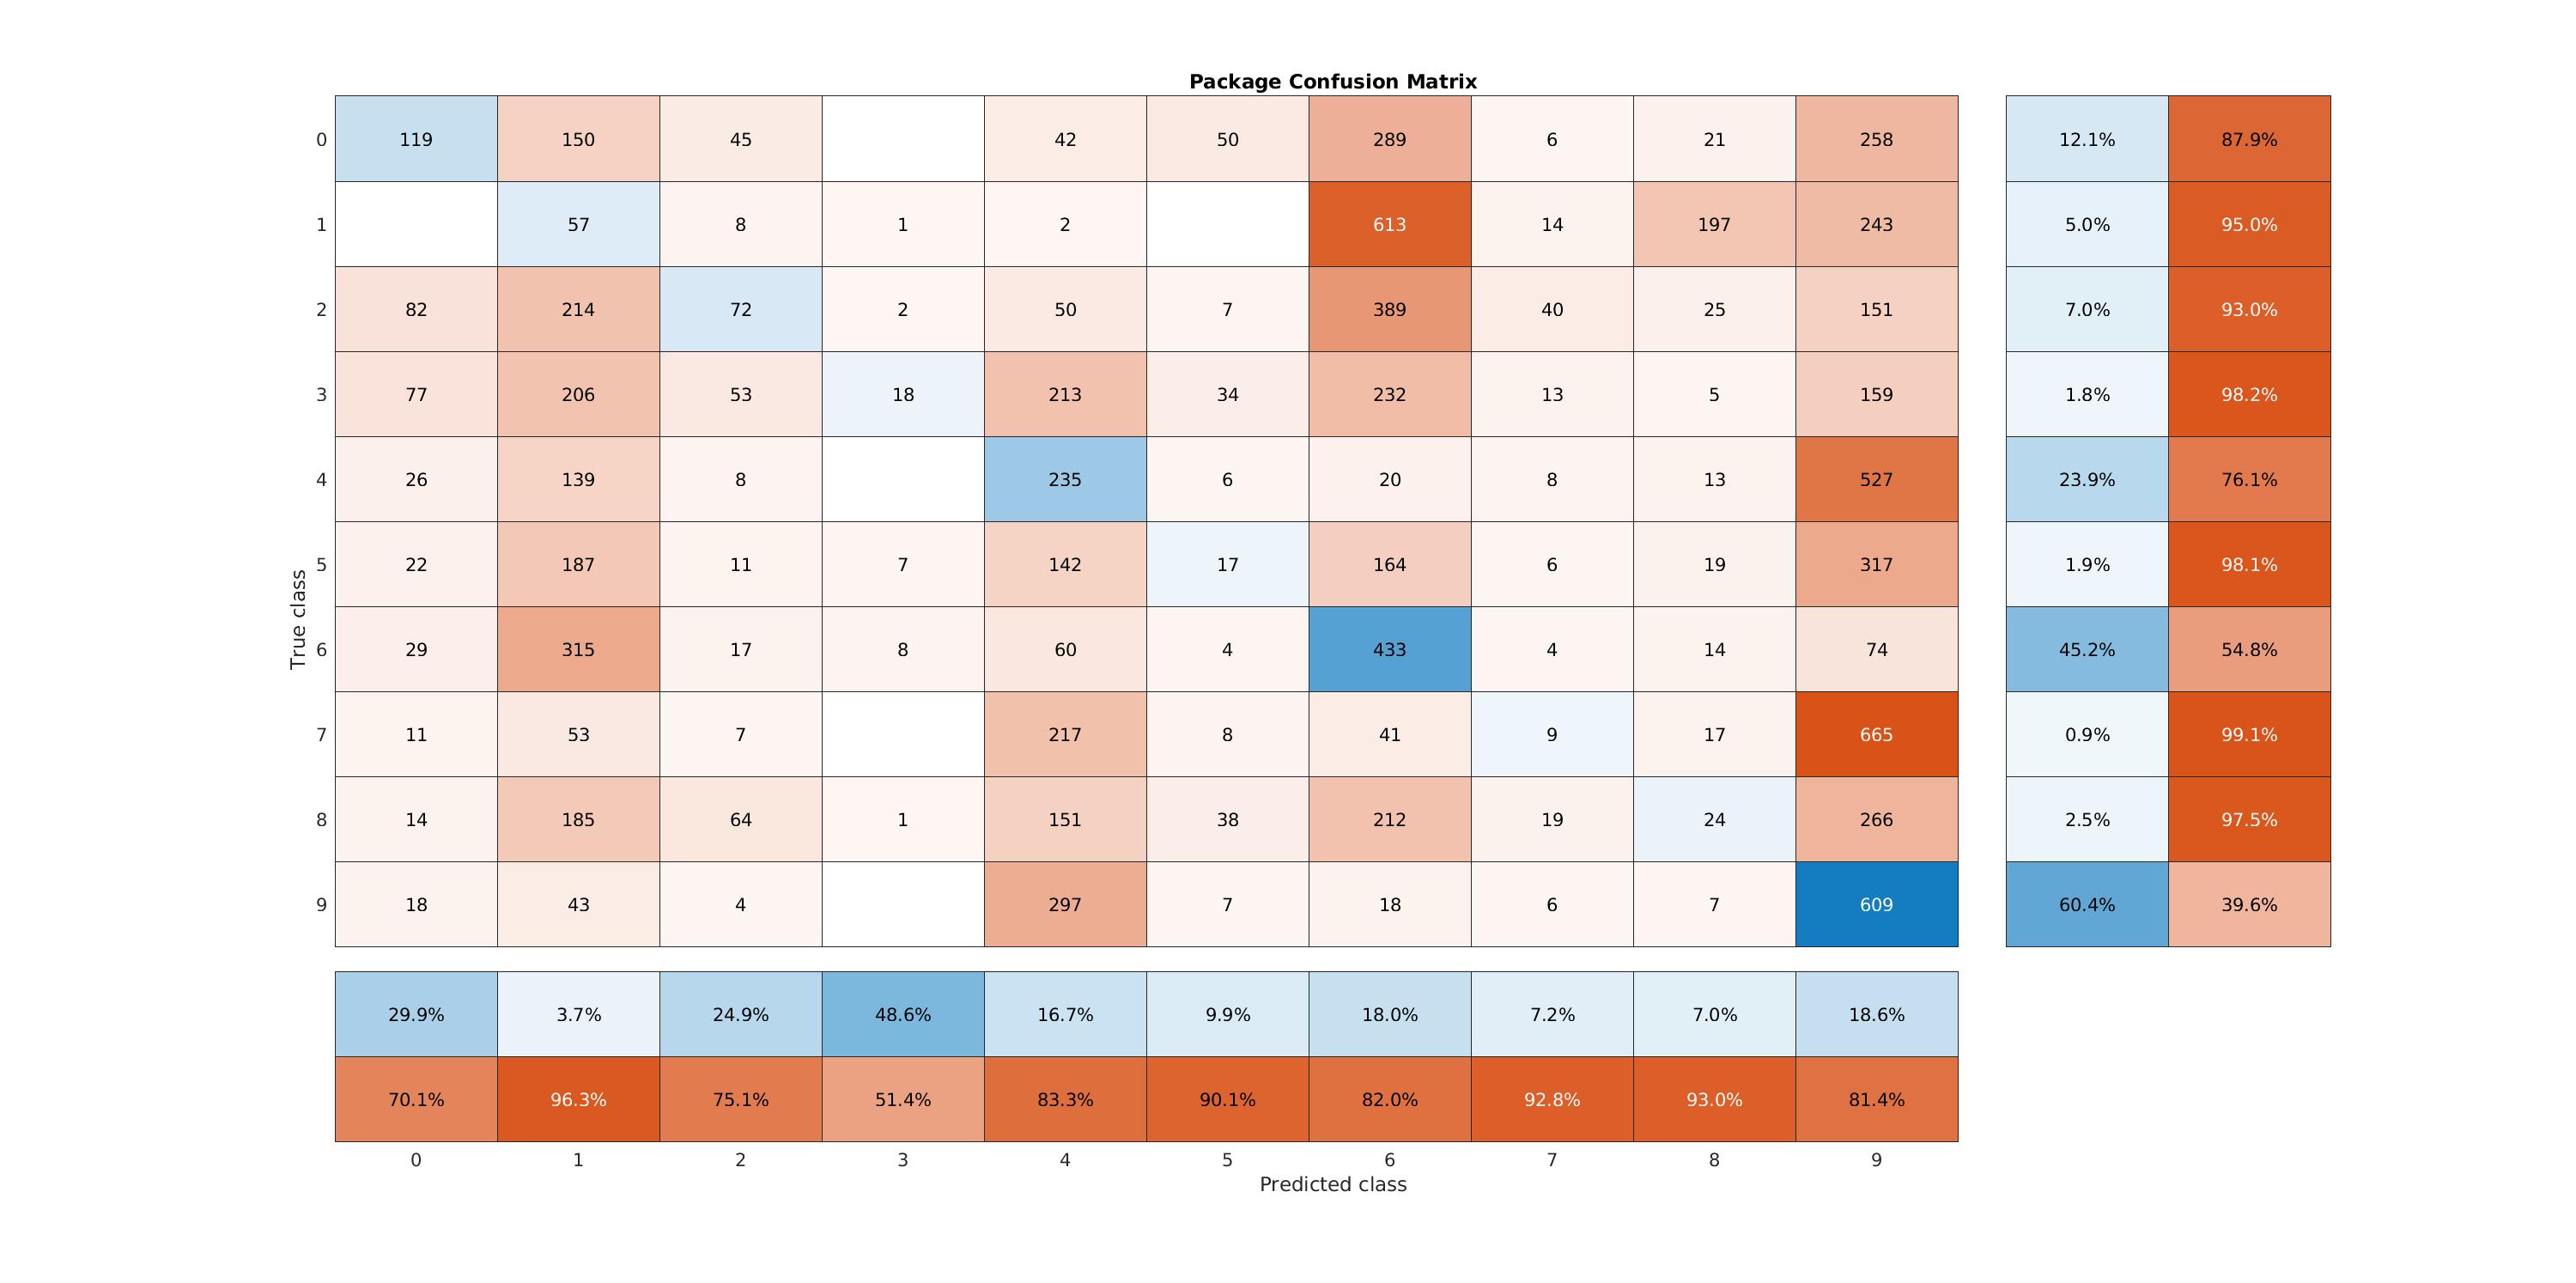 Package Confusion Matrix
0 119 150 45 42 50 289 6 21 258 12.1% 87.9%
1 57 8 1 2 613 14 197 243 5.0% 95.0%
2 82 214 72 2 50 7 389 40 25 151 7.0% 93.0%
3 77 206 53 18 213 34 232 13 5 159 1.8% 98.2%
4 26 139 8 235 6 20 8 13 527 23.9% 76.1%
5 22 187 11 7 142 17 164 6 19 317 1.9% 98.1%
True class
6 29 315 17 8 60 4 433 4 14 74 45.2% 54.8%
7 11 53 7 217 8 41 9 17 665 0.9% 99.1%
8 14 185 64 1 151 38 212 19 24 266 2.5% 97.5%
9 18 43 4 297 7 18 6 7 609 60.4% 39.6%
29.9% 3.7% 24.9% 48.6% 16.7% 9.9% 18.0% 7.2% 7.0% 18.6%
70.1% 96.3% 75.1% 51.4% 83.3% 90.1% 82.0% 92.8% 93.0% 81.4%
0 1 2 3 4 5 6 7 8 9
Predicted class